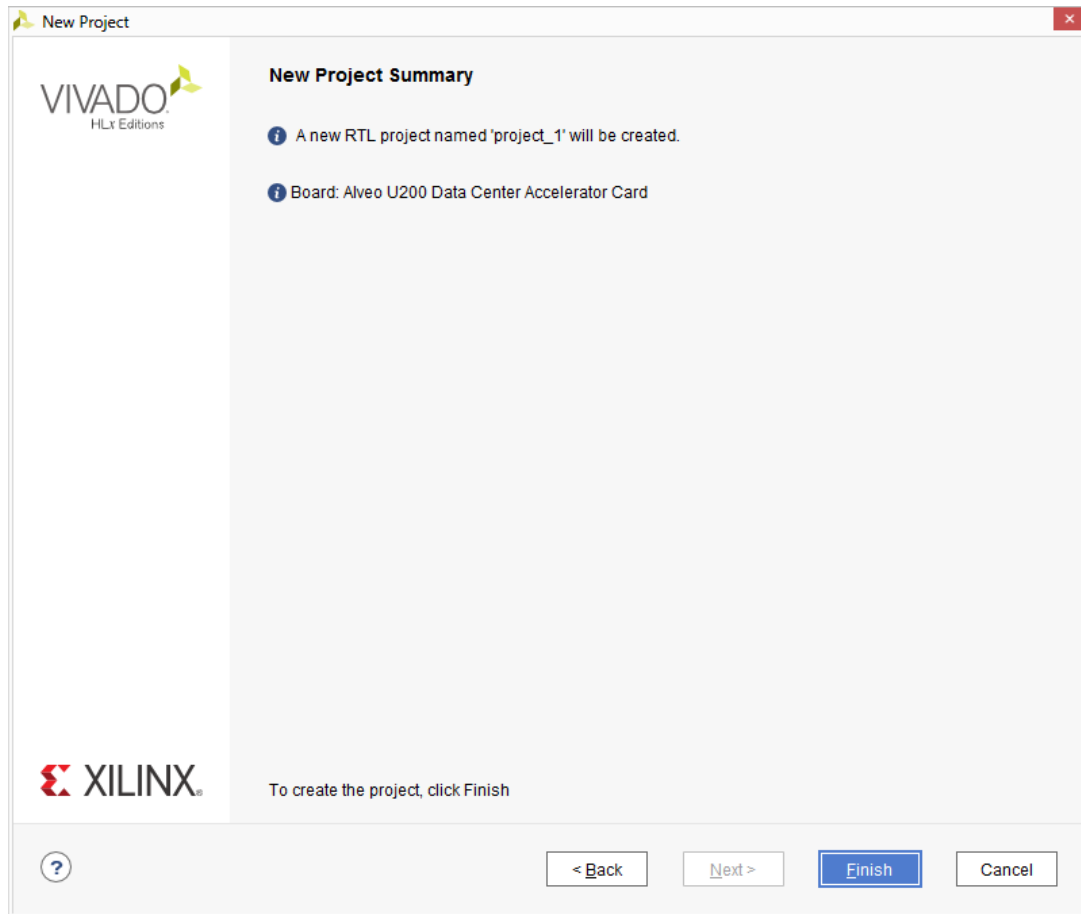 New Project
VIVADO.
HLx Editions
New Project Summary
A new RTL project named 'project_1' will be created.
Board: Alveo U200 Data Center Accelerator Card
XILINX.
To create the project, click Finish
?
< Back
Next >
Finish
Cancel